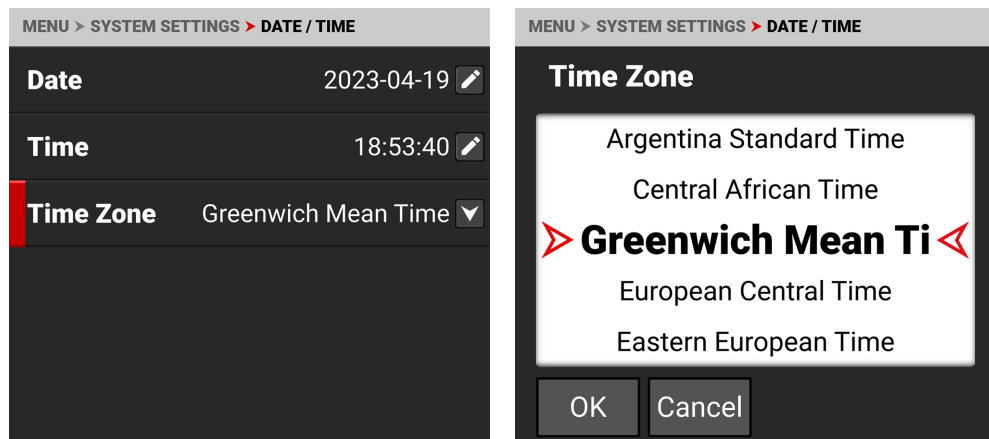 MENU > SYSTEM SETTINGS > DATE / TIME
Date 2023-04-19
Time 18:53:40
Time Zone Greenwich Mean Time
MENU > SYSTEM SETTINGS > DATE / TIME
Time Zone
Argentina Standard Time
Central African Time
Greenwich Mean Ti
European Central Time
Eastern European Time
OK Cancel